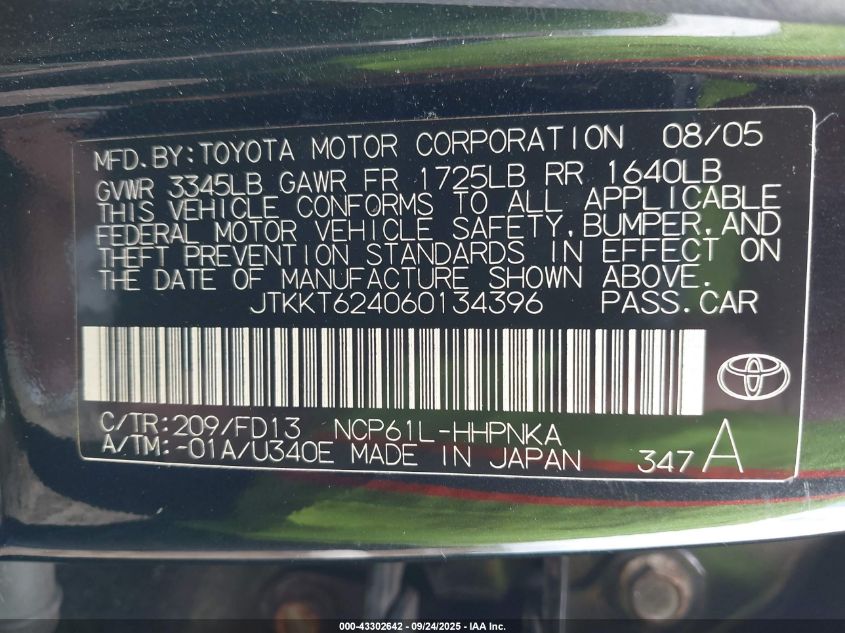 MFD.BY:TOYOTA MOTOR CORPORATION 08/05
GVWR 3345LB GAWR FR 1725LB RR 1640LB
THIS VEHICLE CONFORMS TO ALL APPLICABLE
FEDERAL MOTOR VEHICLE SAFETY,BUMPER,AND
THEFT PREVENTION STANDARDS IN EFFECT ON
THE DATE OF MANUFACTURE SHOWN ABOVE.
JTKKT624060134396 PASS.CAR
C/TR:209/FD13 NCP61L-HHPNKA
A/TM:-01A/U340E MADE IN JAPAN 347 A
000-43302642 - 09/24/2025 - IAA Inc.